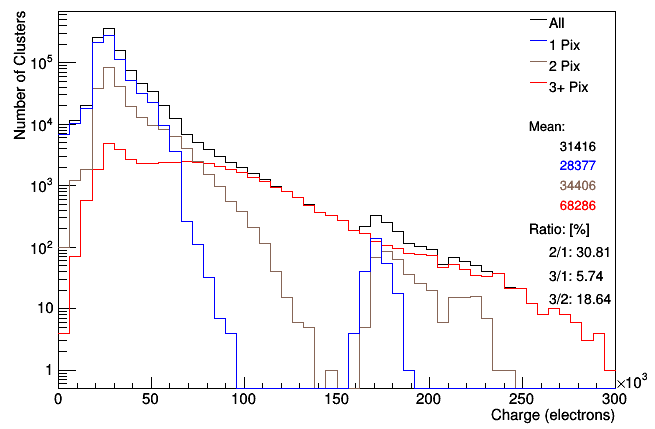 Number of Clusters
10^5
10^4
10^3
10^2
10
1
0
50
100
150
200
250
300
×10^3
Charge (electrons)
All
1 Pix
2 Pix
3+ Pix
Mean:
31416
28377
34406
68286
Ratio: [%]
2/1: 30.81
3/1: 5.74
3/2: 18.64